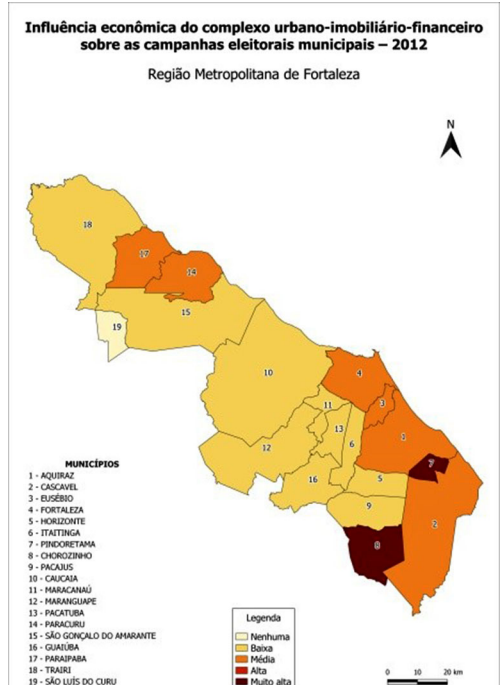 Influência econômica do complexo urbano-imobiliário-financeiro
sobre as campanhas eleitorais municipais – 2012
Região Metropolitana de Fortaleza
N
18
17
14
15
19
10
4
3
11
13
6
1
12
7
16
5
9
2
8
MUNICÍPIOS
1 - AQUIRAZ
2 - CASCAVEL
3 - EUSÉBIO
4 - FORTALEZA
5 - HORIZONTE
6 - ITAITINGA
7 - PINDORETAMA
8 - CHOROZINHO
9 - PACAJUS
10 - CAUCAIA
11 - MARACANAÚ
12 - MARANGUAPE
13 - PACATUBA
14 - PARACURU
15 - SÃO GONÇALO DO AMARANTE
16 - GUAIÚBA
17 - PARAIPABA
18 - TRAIRI
19 - SÃO LUÍS DO CURU
Legenda
Nenhuma
Baixa
Média
Alta
Muito alta
0 10 20 km